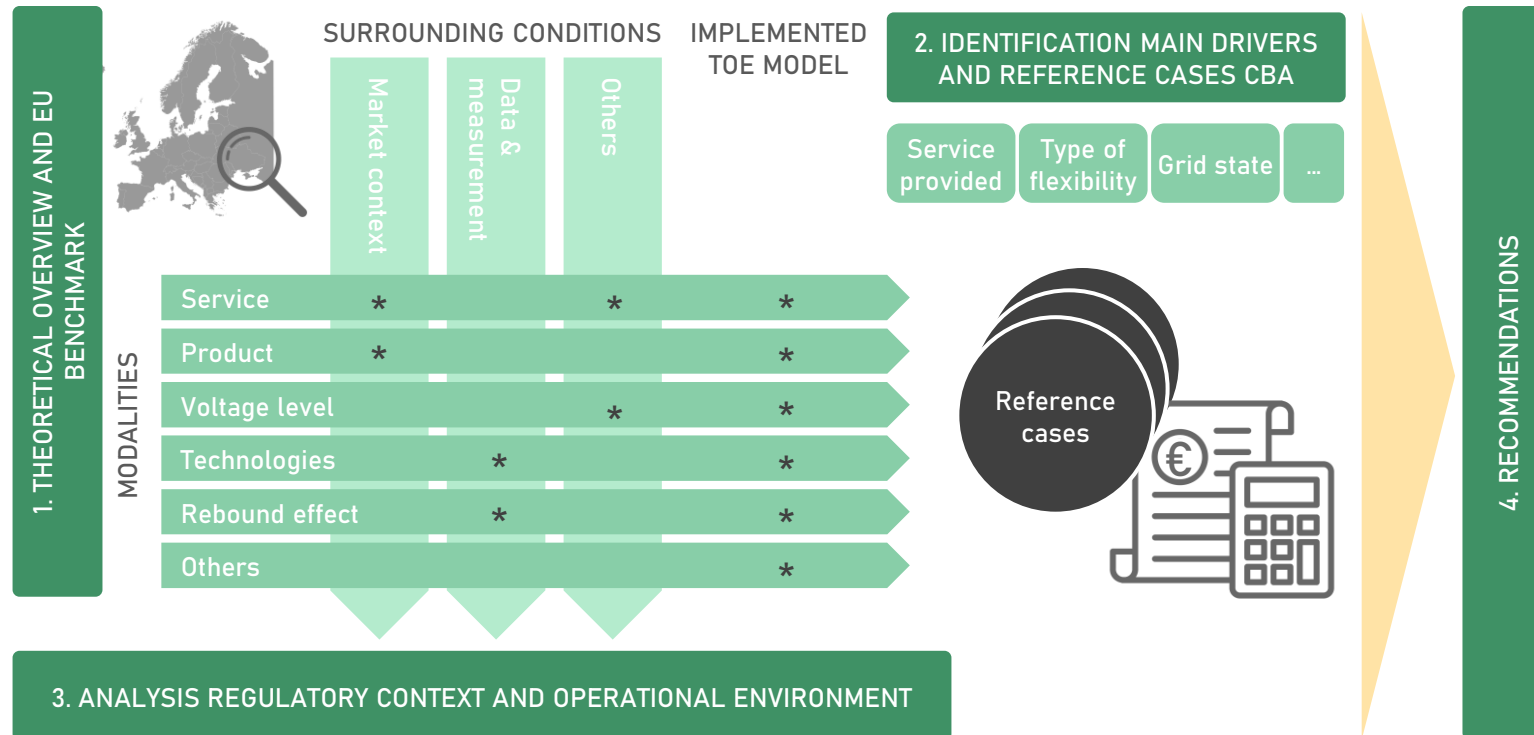 1. THEORETICAL OVERVIEW AND EU
BENCHMARK
SURROUNDING CONDITIONS
Market context
Data &
measurement
Others
IMPLEMENTED
TOE MODEL
MODALITIES
Service * * *
Product * *
Voltage level * *
Technologies * *
Rebound effect * *
Others *
2. IDENTIFICATION MAIN DRIVERS
AND REFERENCE CASES CBA
Service
provided
Type of
flexibility
Grid state
...
Reference
cases
€
3. ANALYSIS REGULATORY CONTEXT AND OPERATIONAL ENVIRONMENT
4. RECOMMENDATIONS